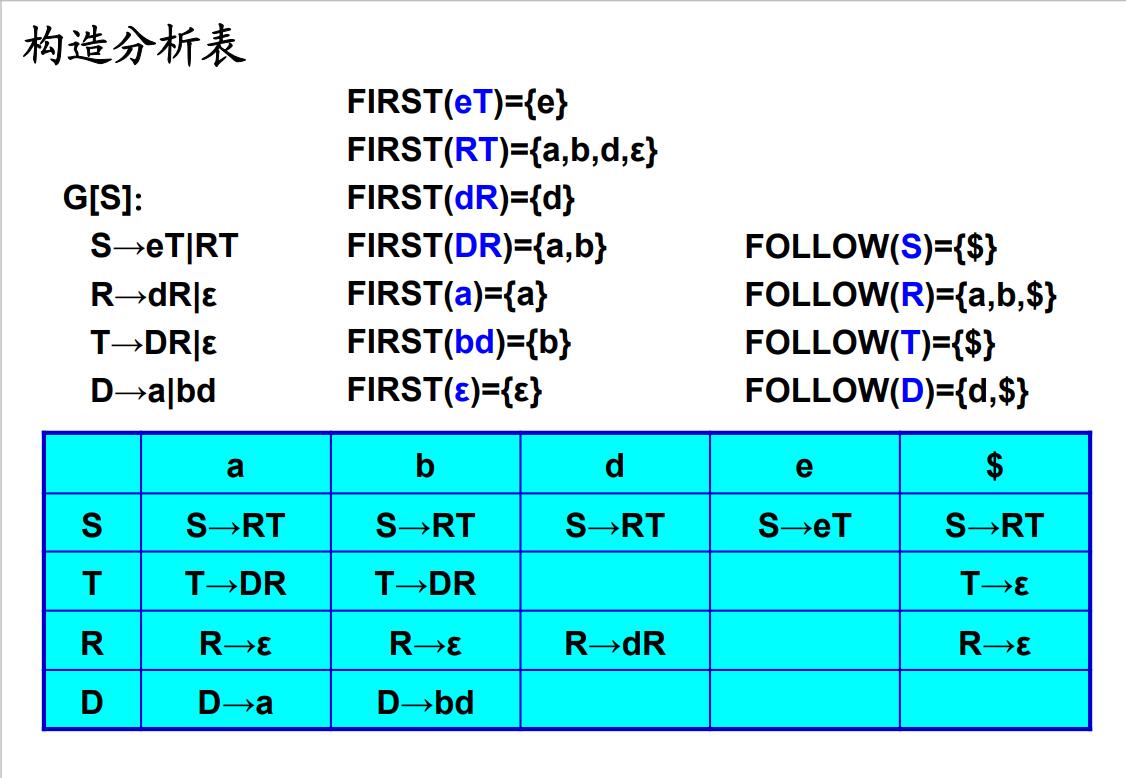 构造分析表
FIRST(eT)={e}
FIRST(RT)={a,b,d,ε}
G[S]: FIRST(dR)={d}
S→eT|RT FIRST(DR)={a,b} FOLLOW(S)={$}
R→dR|ε FIRST(a)={a} FOLLOW(R)={a,b,$}
T→DR|ε FIRST(bd)={b} FOLLOW(T)={$}
D→a|bd FIRST(ε)={ε} FOLLOW(D)={d,$}
a b d e $
S S→RT S→RT S→RT S→eT S→RT
T T→DR T→DR T→ε
R R→ε R→ε R→dR R→ε
D D→a D→bd